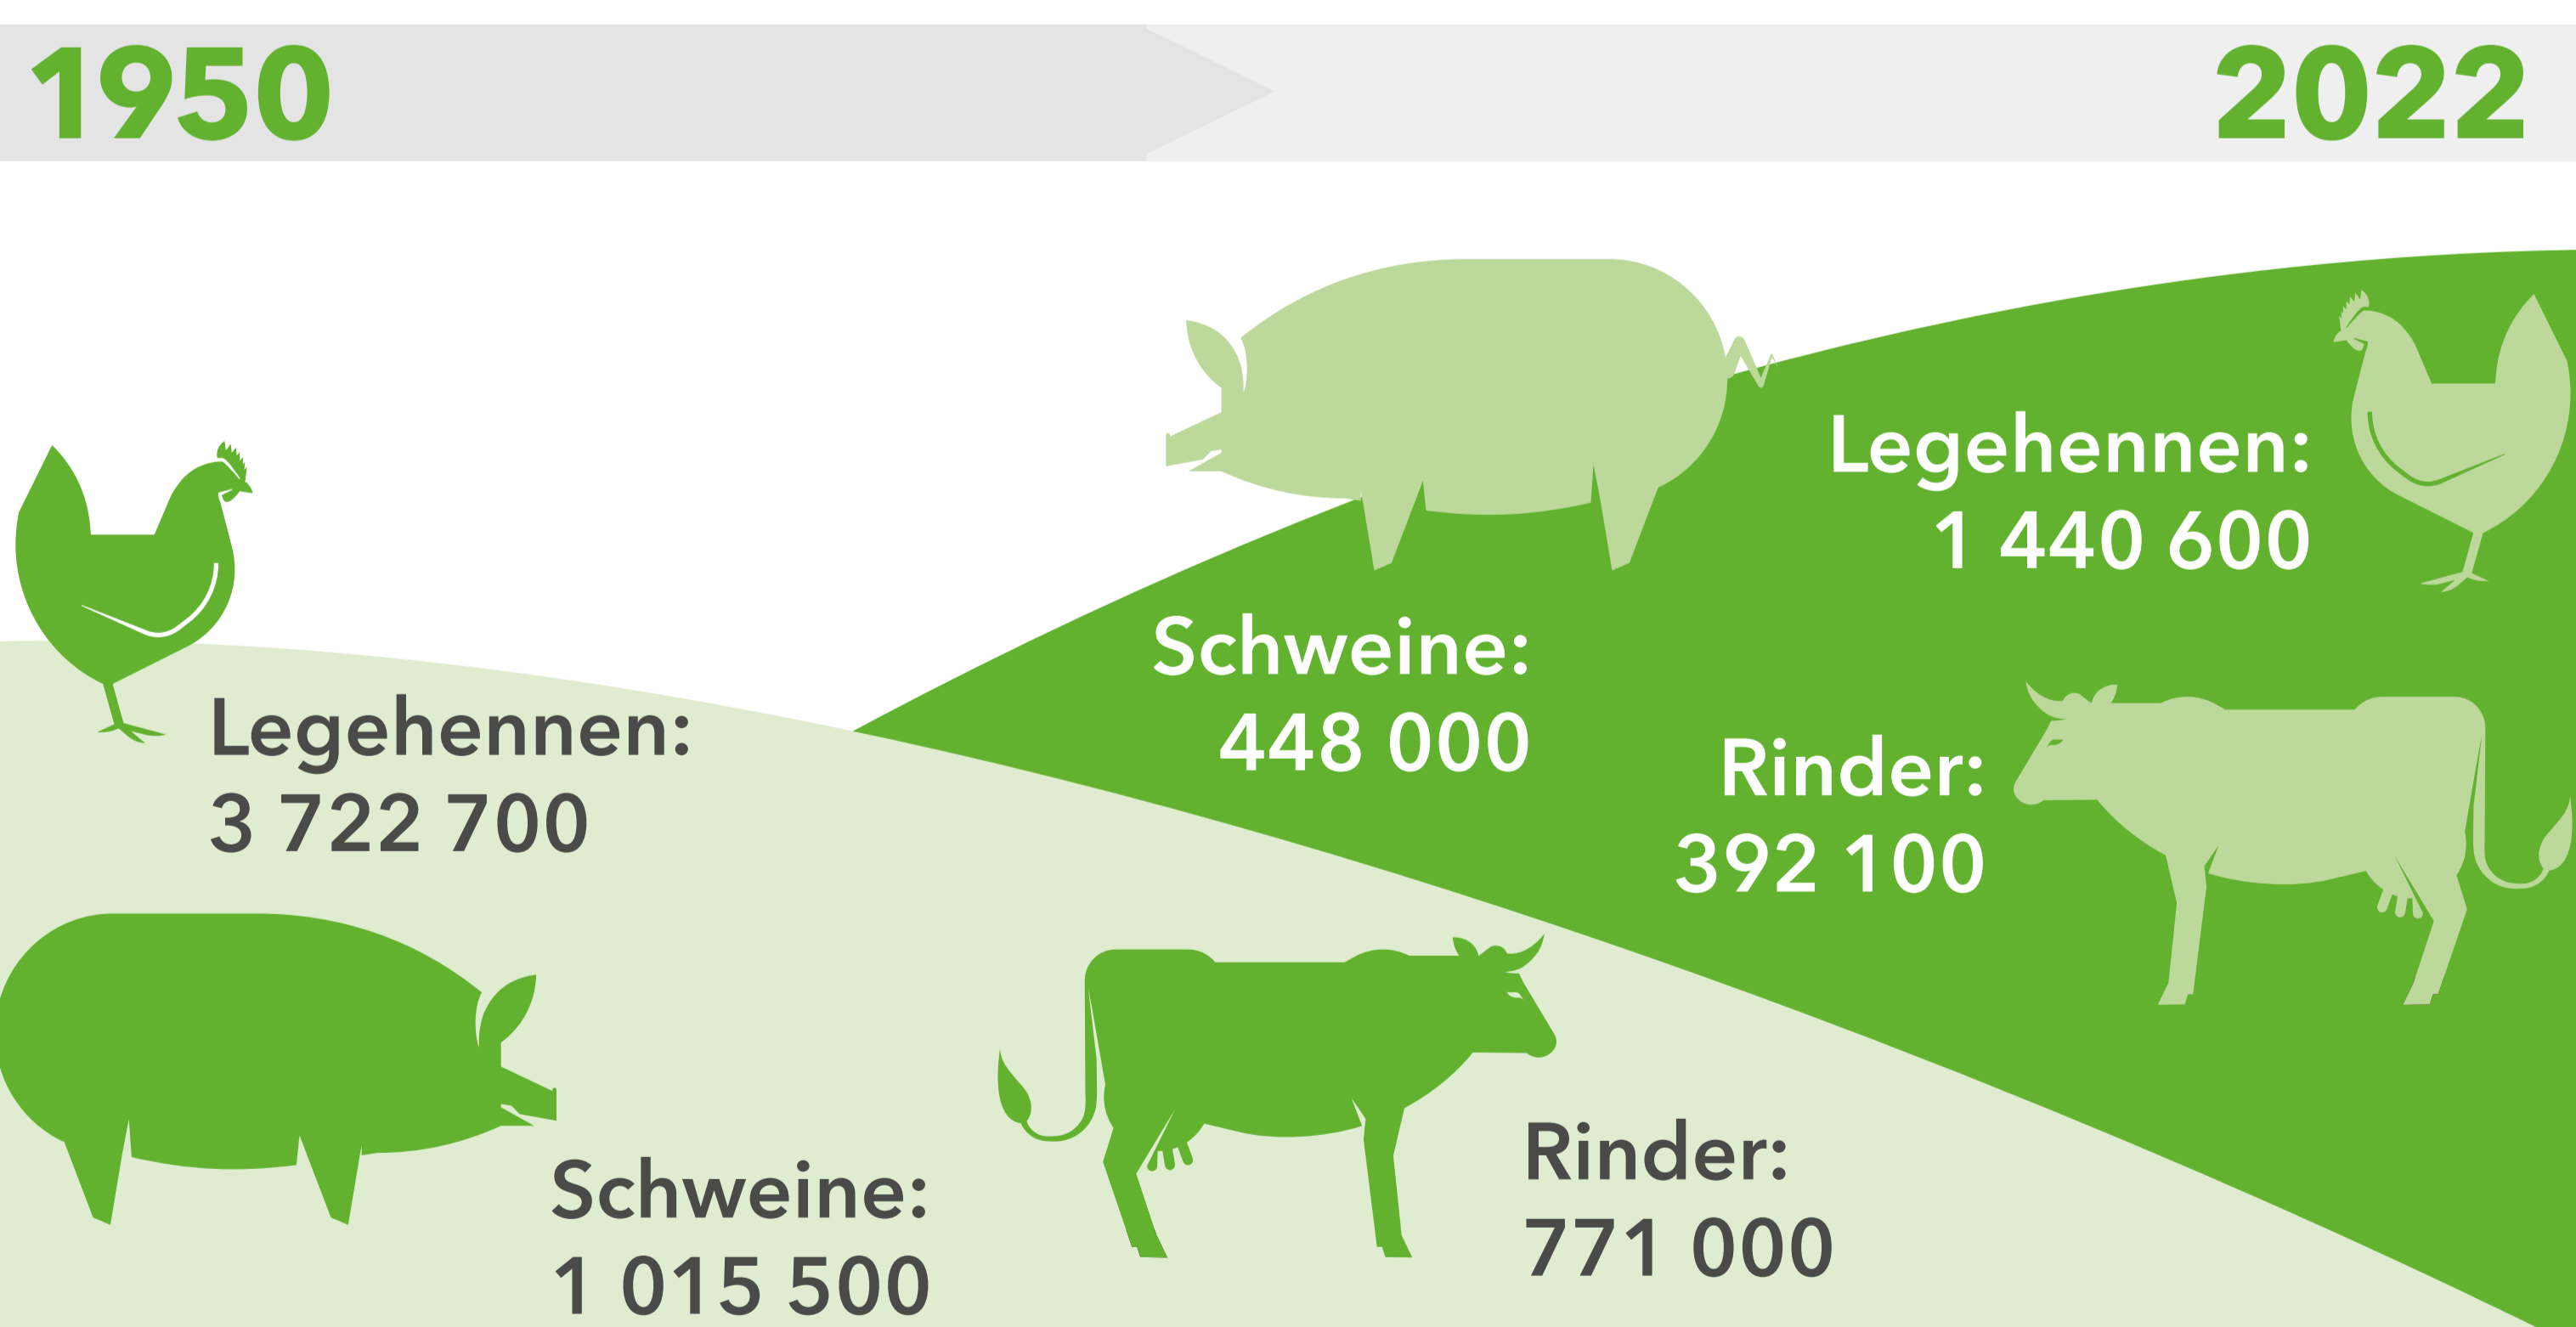 1950
2022
Legehennen:
3 722 700
Schweine:
1 015 500
Rinder:
771 000
Schweine:
448 000
Legehennen:
1 440 600
Rinder:
392 100